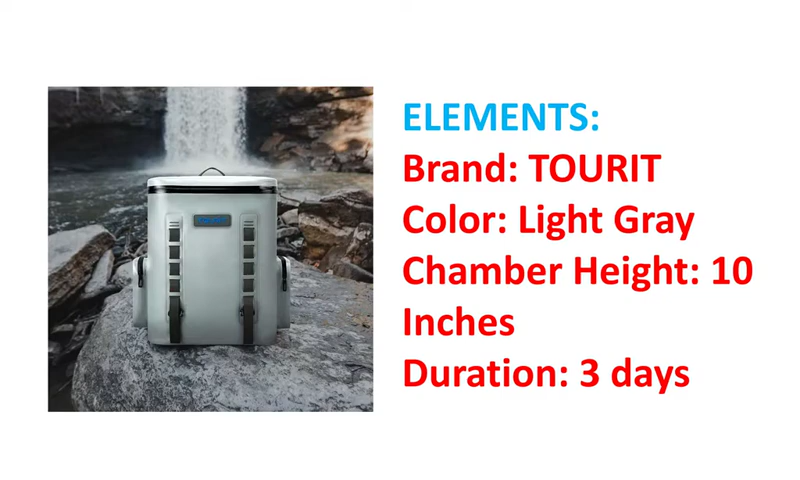 ELEMENTS:
Brand: TOURIT
Color: Light Gray
Chamber Height: 10
Inches
Duration: 3 days